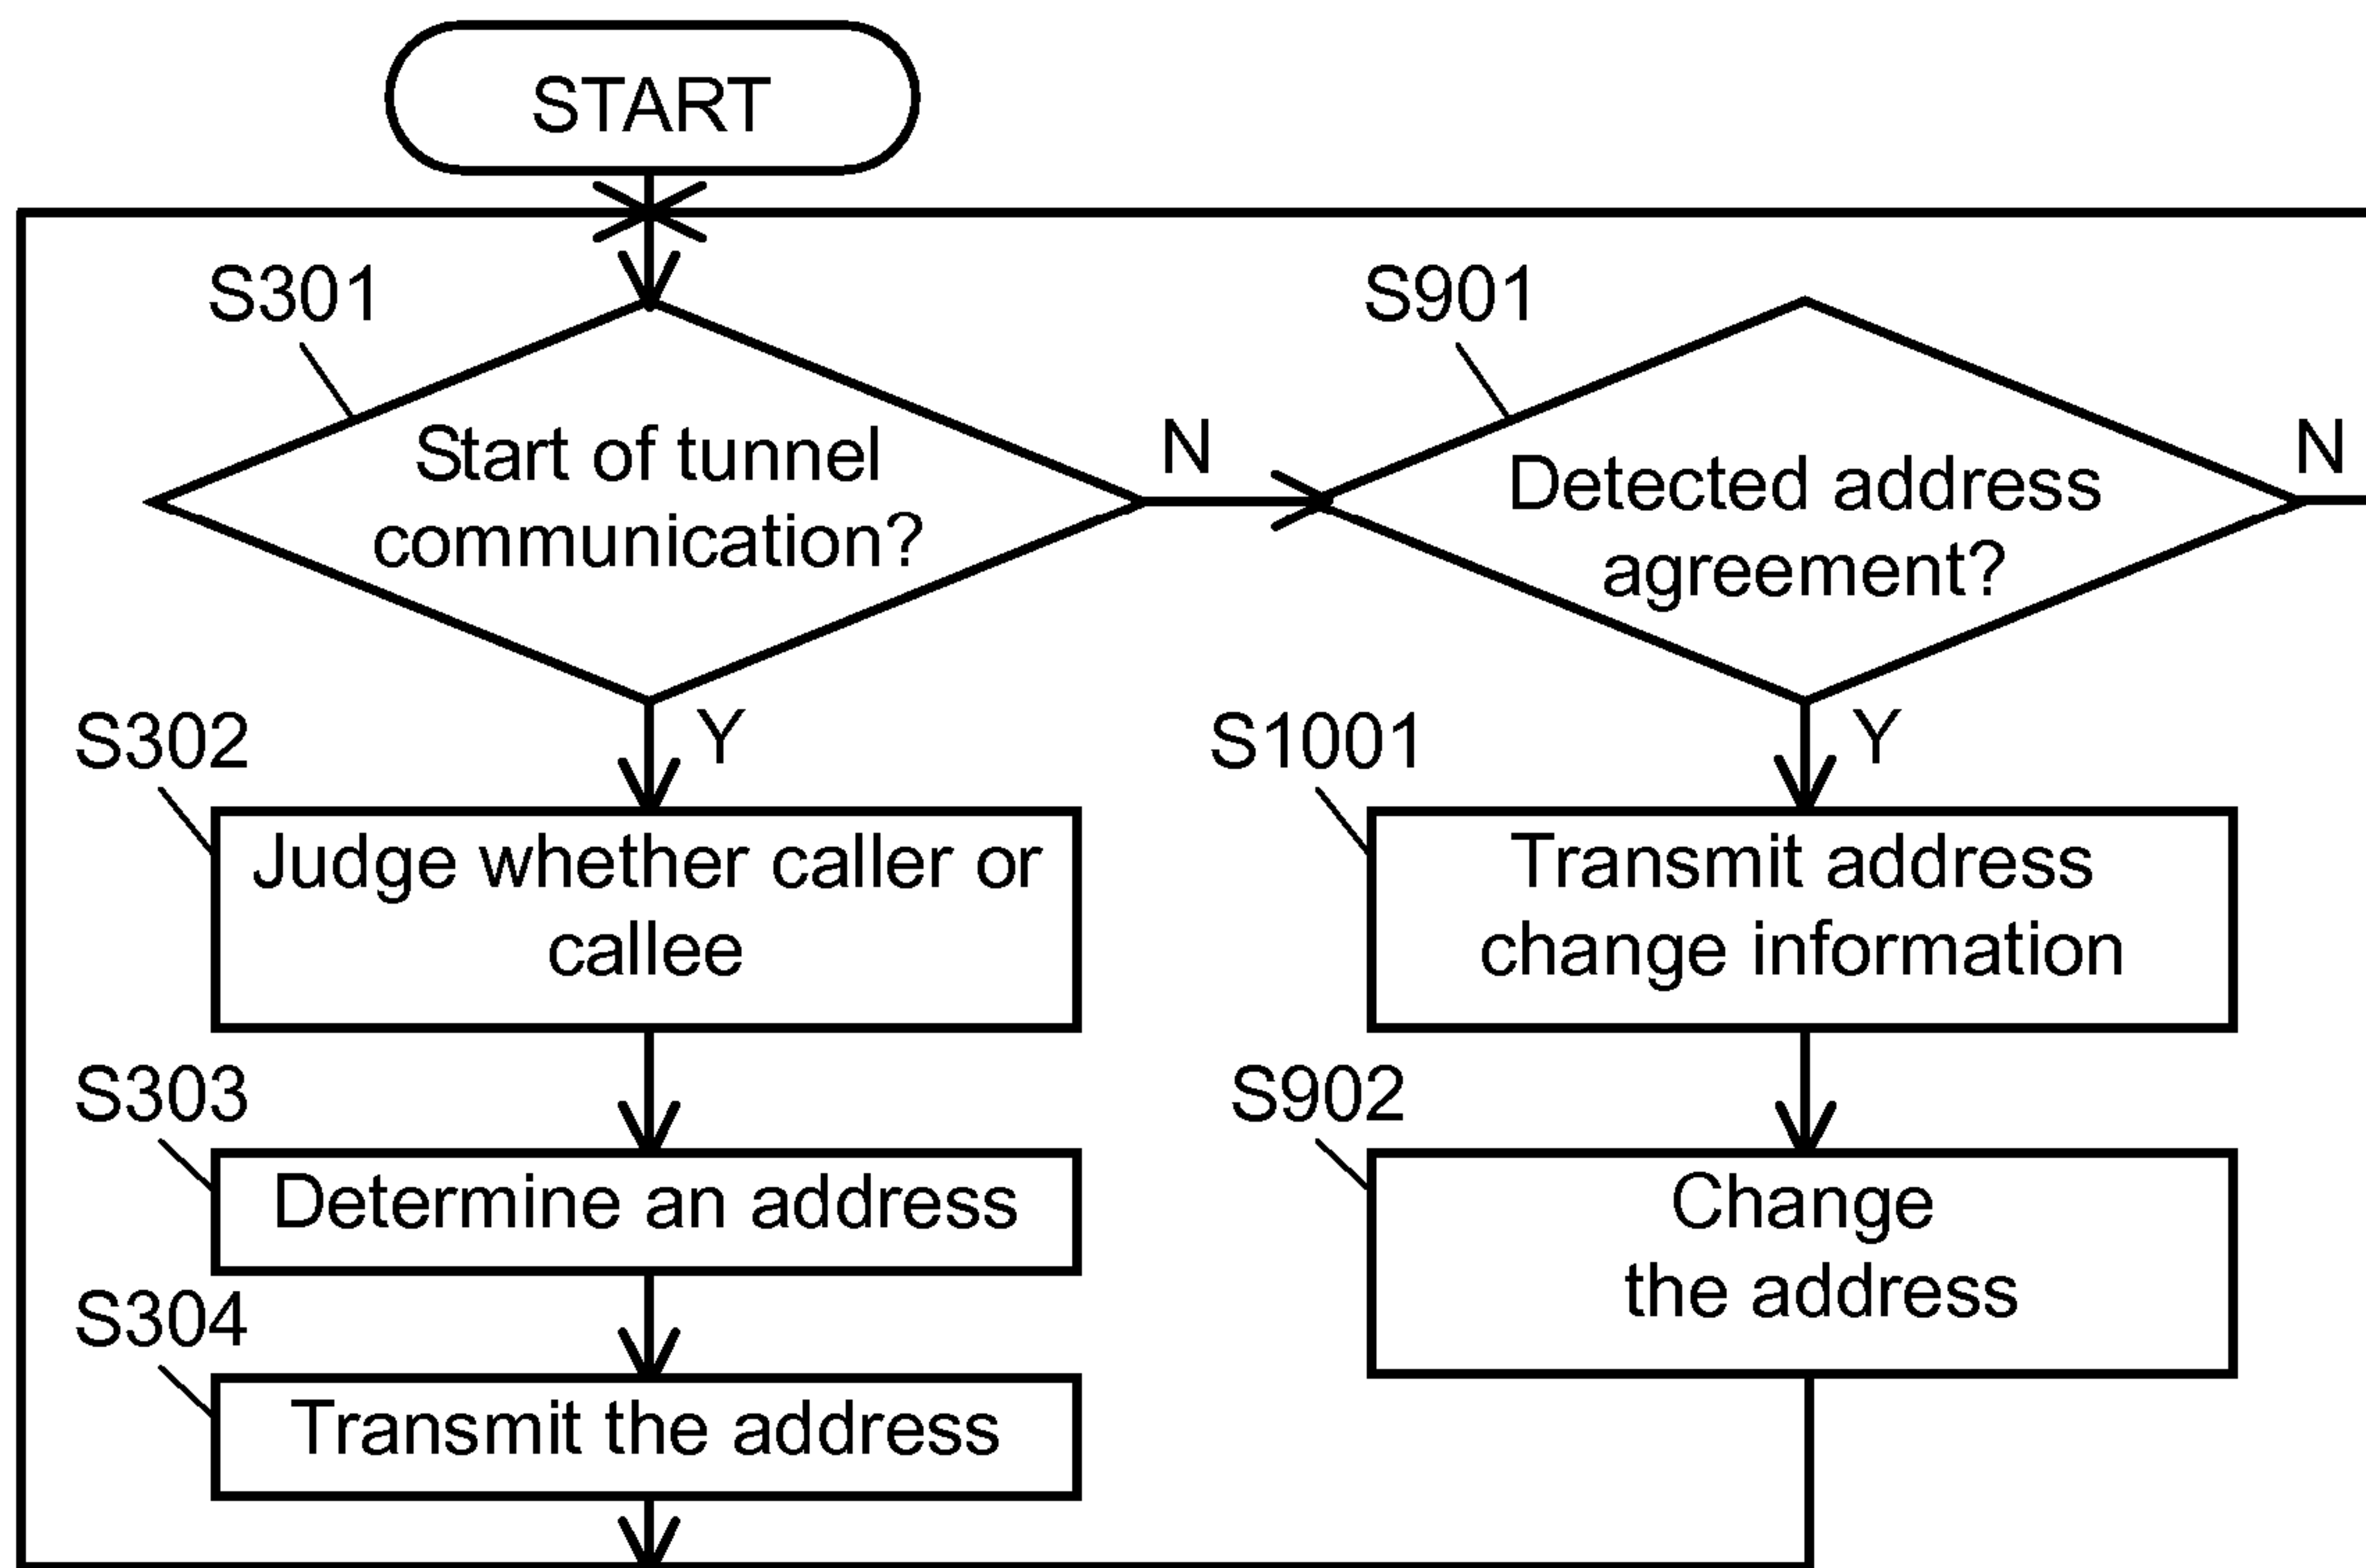 START
S301
Start of tunnel
communication?
N
S901
Detected address
agreement?
N
Y
S302
Judge whether caller or
callee
S303
Determine an address
S304
Transmit the address
Y
S1001
Transmit address
change information
S902
Change
the address